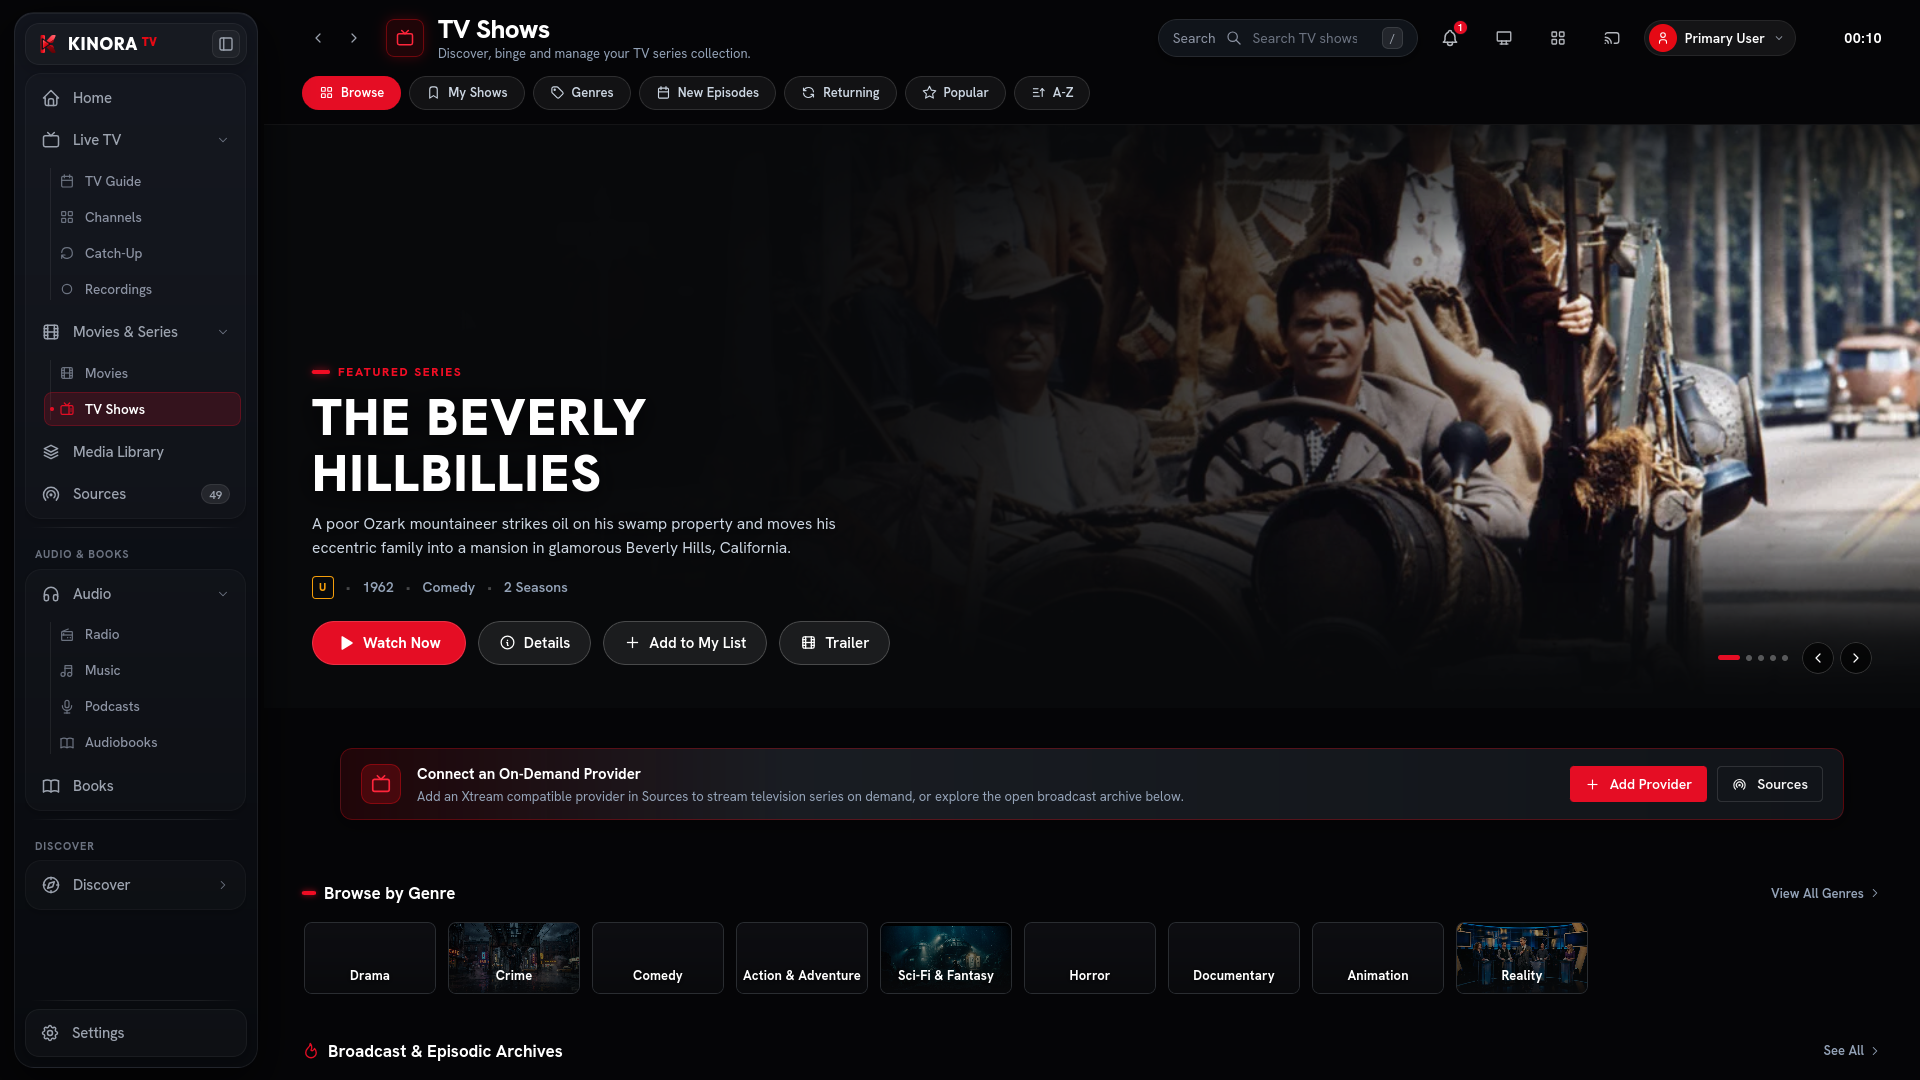 KINORA TV
Home
Live TV
TV Guide
Channels
Catch-Up
Recordings
Movies & Series
Movies
TV Shows
Media Library
Sources 49
AUDIO & BOOKS
Audio
Radio
Music
Podcasts
Audiobooks
Books
DISCOVER
Discover
Settings
TV Shows
Discover, binge and manage your TV series collection.
Search Search TV shows /
1
Primary User
00:10
Browse My Shows Genres New Episodes Returning Popular A-Z
FEATURED SERIES
THE BEVERLY
HILLBILLIES
A poor Ozark mountaineer strikes oil on his swamp property and moves his
eccentric family into a mansion in glamorous Beverly Hills, California.
U • 1962 • Comedy • 2 Seasons
Watch Now Details Add to My List Trailer
Connect an On-Demand Provider
Add an Xtream compatible provider in Sources to stream television series on demand, or explore the open broadcast archive below.
Add Provider Sources
Browse by Genre View All Genres
Drama Crime Comedy Action & Adventure Sci-Fi & Fantasy Horror Documentary Animation Reality
Broadcast & Episodic Archives See All